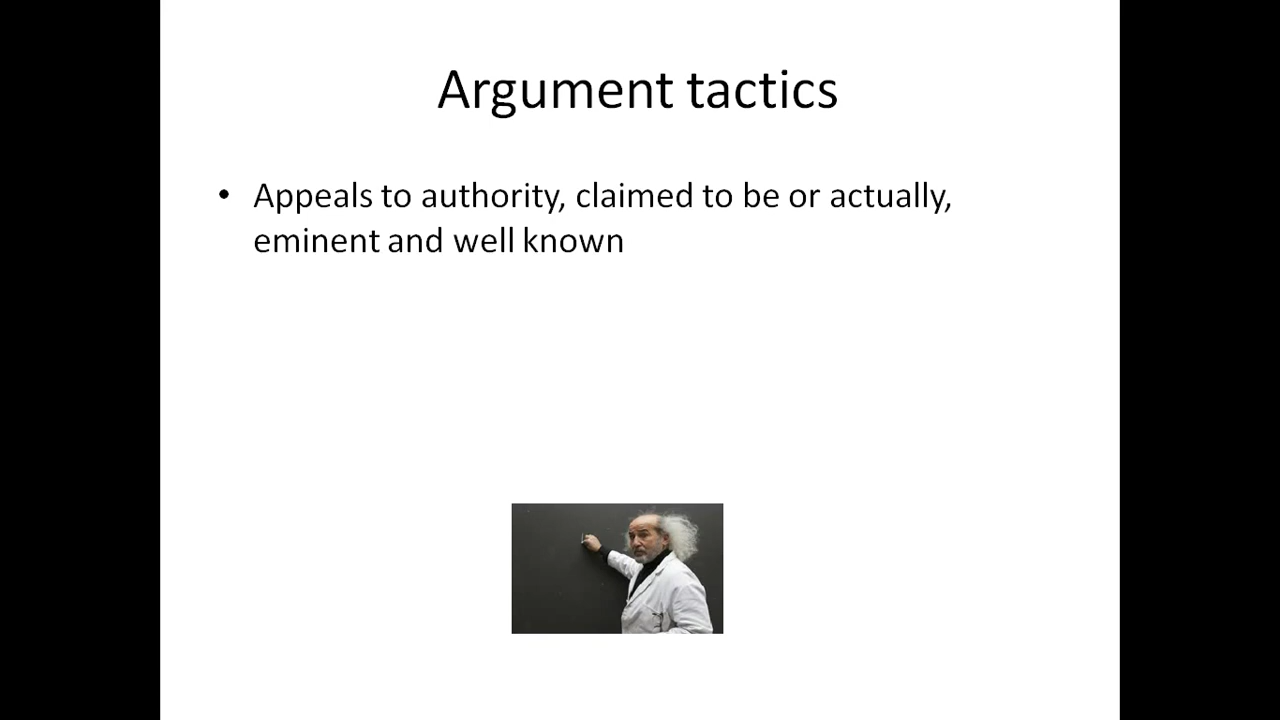 Argument tactics
• Appeals to authority, claimed to be or actually,
eminent and well known